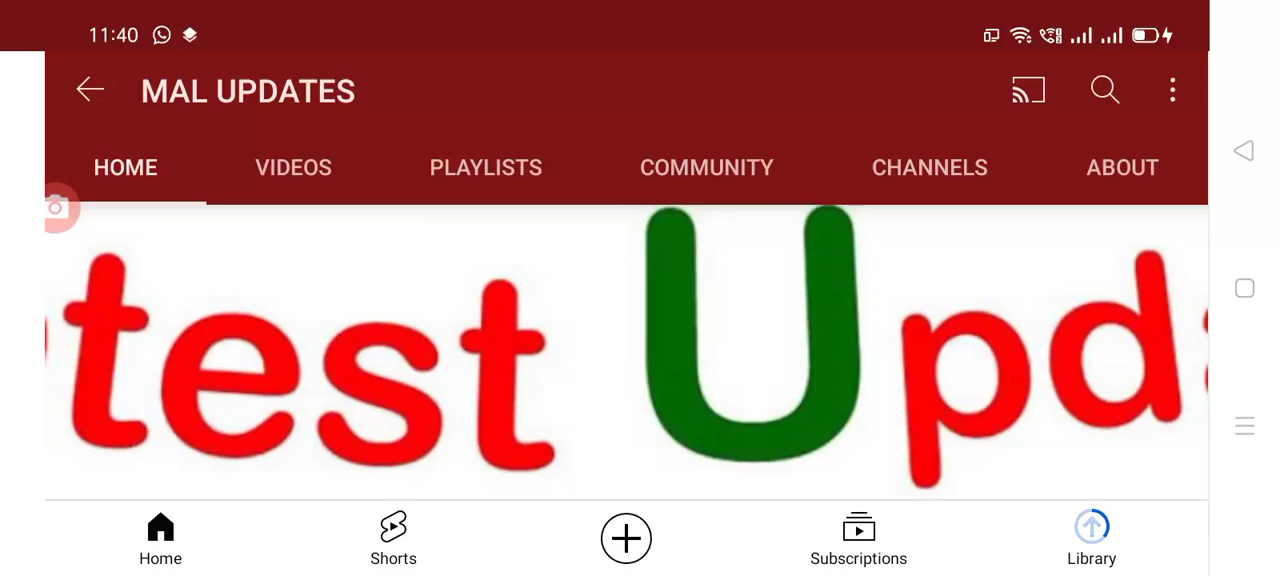 11:40
MAL UPDATES
HOME VIDEOS PLAYLISTS COMMUNITY CHANNELS ABOUT
test Upd
Home Shorts Subscriptions Library